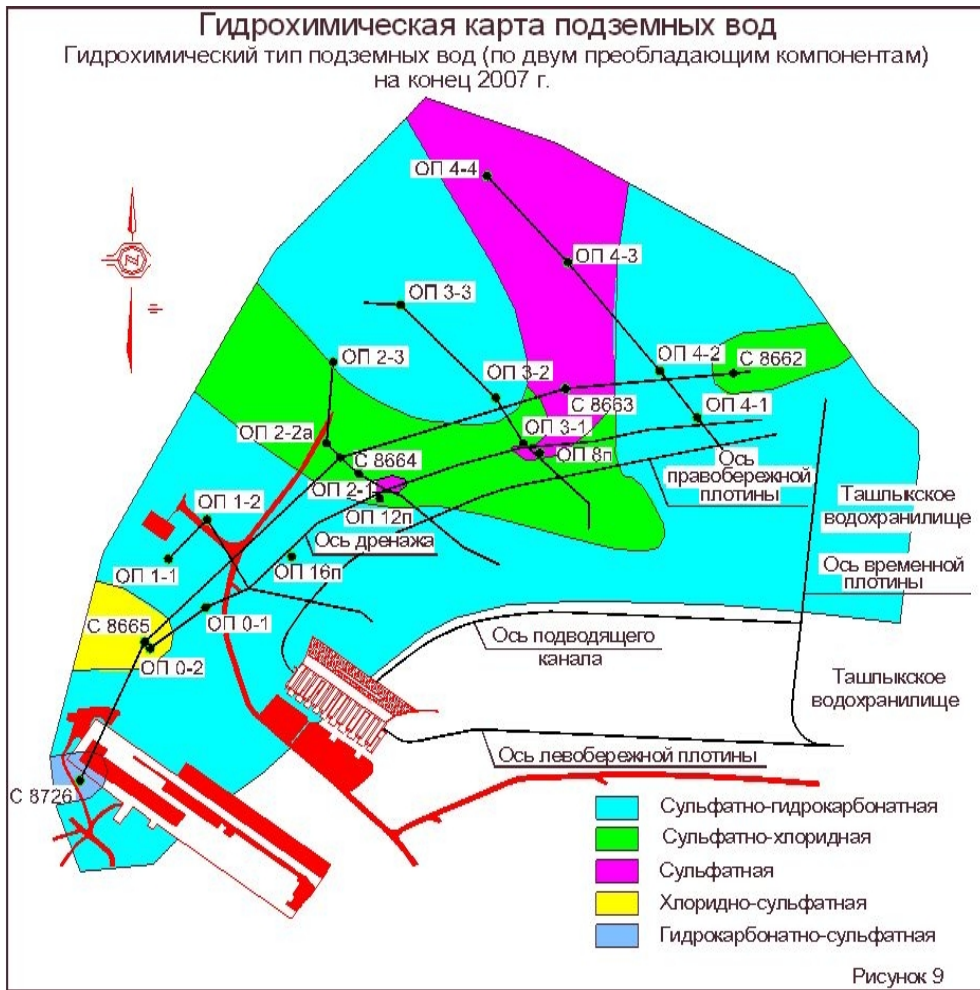 Гидрохимическая карта подземных вод
Гидрохимический тип подземных вод (по двум преобладающим компонентам)
на конец 2007 г.
ОП 4-4
ОП 4-3
ОП 3-3
ОП 2-3
ОП 3-2
ОП 4-2
С 8662
С 8663
ОП 4-1
ОП 2-2а
ОП 3-1
ОП 8п
С 8664
Ось
правобережной
плотины
ОП 2-1
ОП 12п
ОП 1-2
Ось дренажа
Ташлыкское
водохранилище
ОП 1-1
ОП 16п
Ось временной
плотины
С 8665
ОП 0-1
ОП 0-2
Ось подводящего
канала
Ташлыкское
водохранилище
Ось левобережной плотины
С 8726
Сульфатно-гидрокарбонатная
Сульфатно-хлоридная
Сульфатная
Хлоридно-сульфатная
Гидрокарбонатно-сульфатная
Рисунок 9